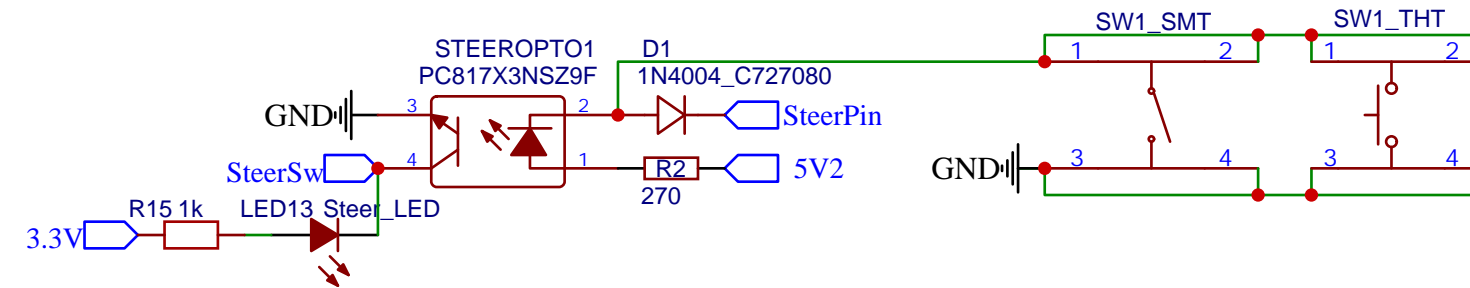 SW1_SMT
SW1_THT
1
2
1
2
STEEROPTO1
D1
PC817X3NSZ9F
1N4004_C727080
GND
3
2
SteerPin
SteerSw
4
1
R2
5V2
270
GND
3
4
3
4
R15 1k
LED13 Steer_LED
3.3V